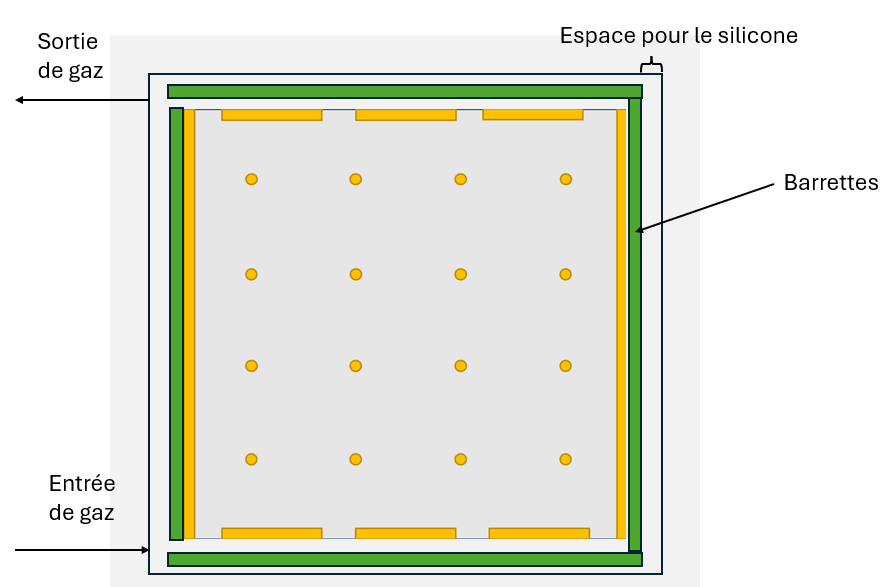 Sortie
de gaz
Espace pour le silicone
Barrettes
Entrée
de gaz